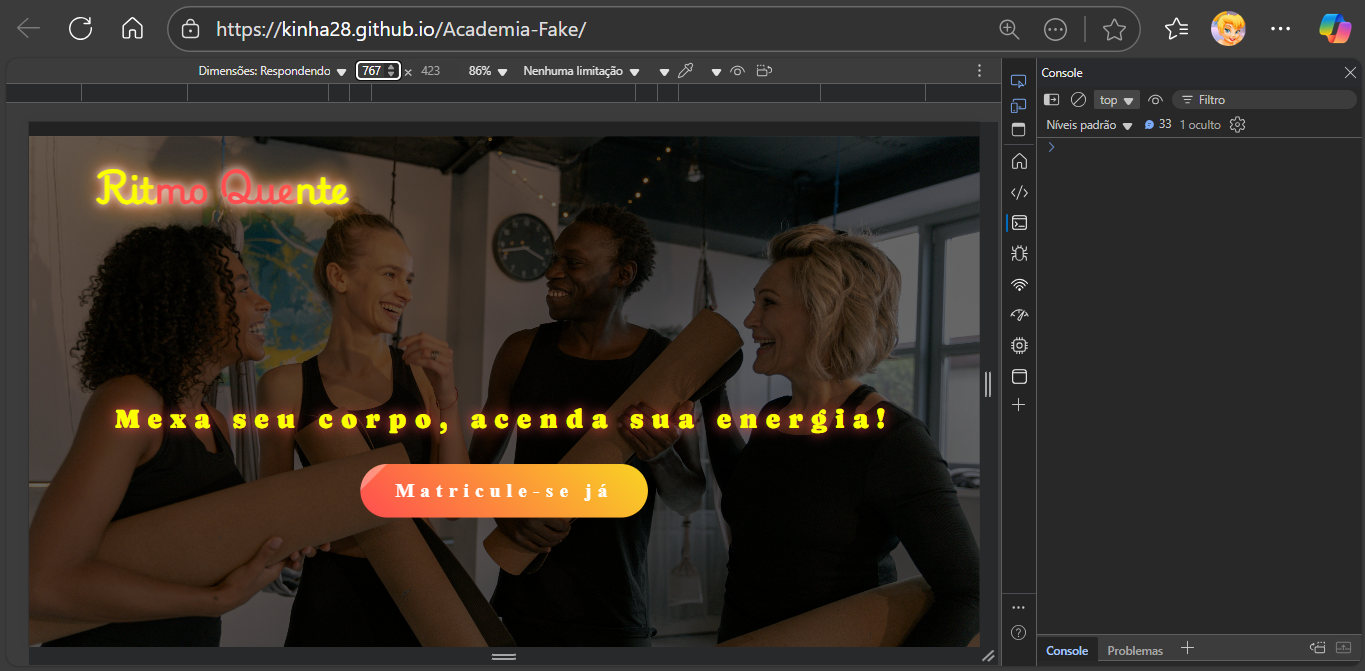 https://kinha28.github.io/Academia-Fake/
Dimensões: Respondendo 767 × 423 86% Nenhuma limitação
Console
top Filtro
Níveis padrão 33 1 oculto
Ritmo Quente
Mexa seu corpo, acenda sua energia!
Matricule-se já
Console Problemas